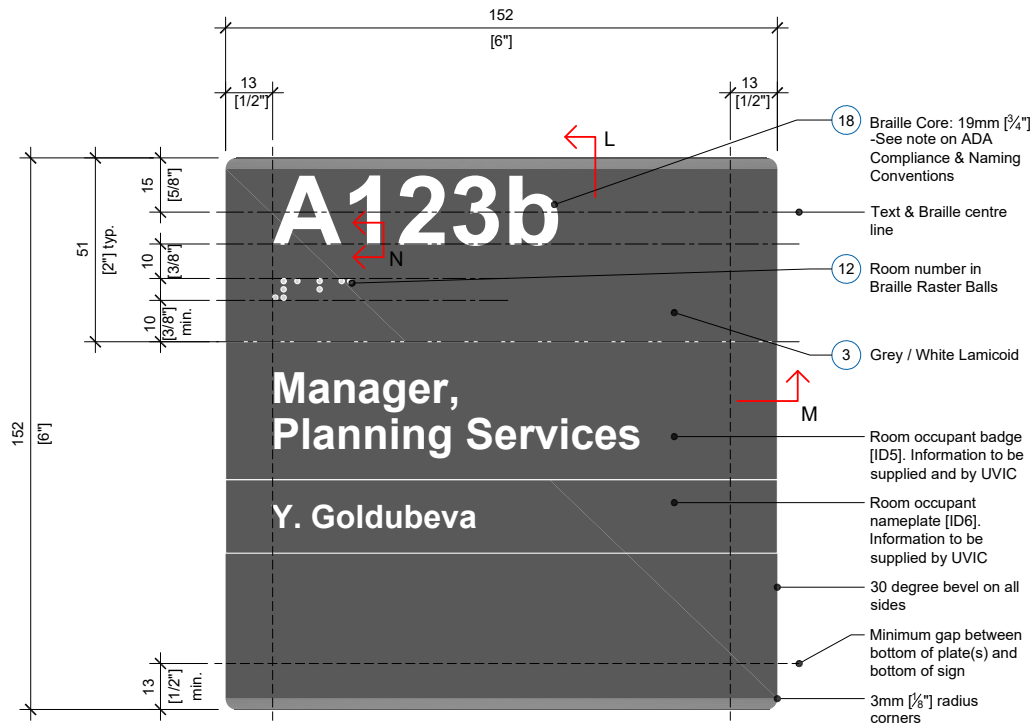 152
[6"]
13
[1/2"]
13
[1/2"]
18
Braille Core: 19mm [¾"]
-See note on ADA
Compliance & Naming
Conventions
L
15
[5/8"]
A123b
Text & Braille centre
line
51
[2"] typ.
10
[3/8"]
N
12
Room number in
Braille Raster Balls
10
[3/8"]
min.
3
Grey / White Lamicoid
Manager,
Planning Services
M
152
[6"]
Room occupant badge
[ID5]. Information to be
supplied and by UVIC
Y. Goldubeva
Room occupant
nameplate [ID6].
Information to be
supplied by UVIC
30 degree bevel on all
sides
Minimum gap between
bottom of plate(s) and
bottom of sign
13
[1/2"]
min.
3mm [⅛"] radius
corners